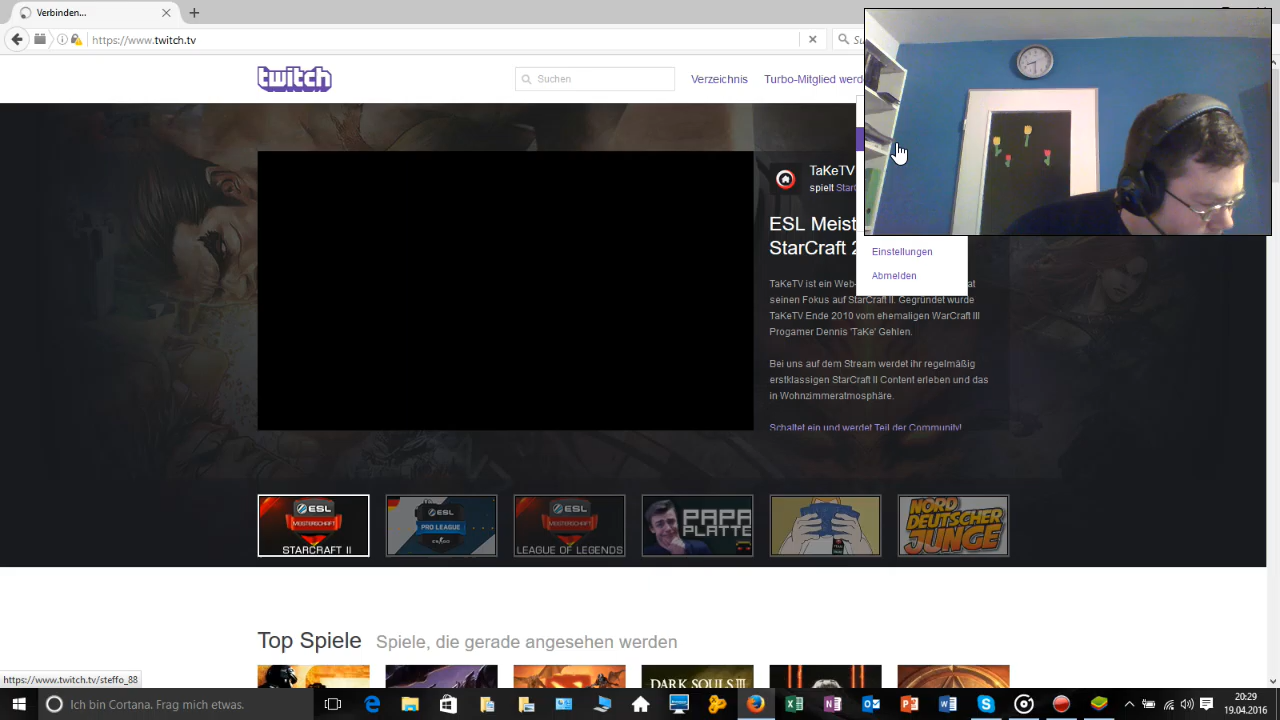 Verbinden...
https://www.twitch.tv
twitch
Suchen
Verzeichnis
Turbo-Mitglied werd
TaKeTV
spielt Star
ESL Meist
StarCraft 2
Einstellungen
Abmelden
TaKeTV ist ein Web- at
seinen Fokus auf StarCraft II. Gegründet wurde
TaKeTV Ende 2010 vom ehemaligen WarCraft III
Progamer Dennis 'TaKe' Gehlen.
Bei uns auf dem Stream werdet ihr regelmäßig
erstklassigen StarCraft II Content erleben und das
in Wohnzimmeratmosphäre.
Schaltet ein und werdet Teil der Community!
ESL
MEISTERSCHAFT
STARCRAFT II
ESL
PRO LEAGUE
CS:GO
ESL
MEISTERSCHAFT
LEAGUE OF LEGENDS
PAPA
PLATTE
NORD
DEUTSCHER
JUNGE
Top Spiele Spiele, die gerade angesehen werden
DARK SOULS III
https://www.twitch.tv/steffo_88
Ich bin Cortana. Frag mich etwas.
20:29
19.04.2016